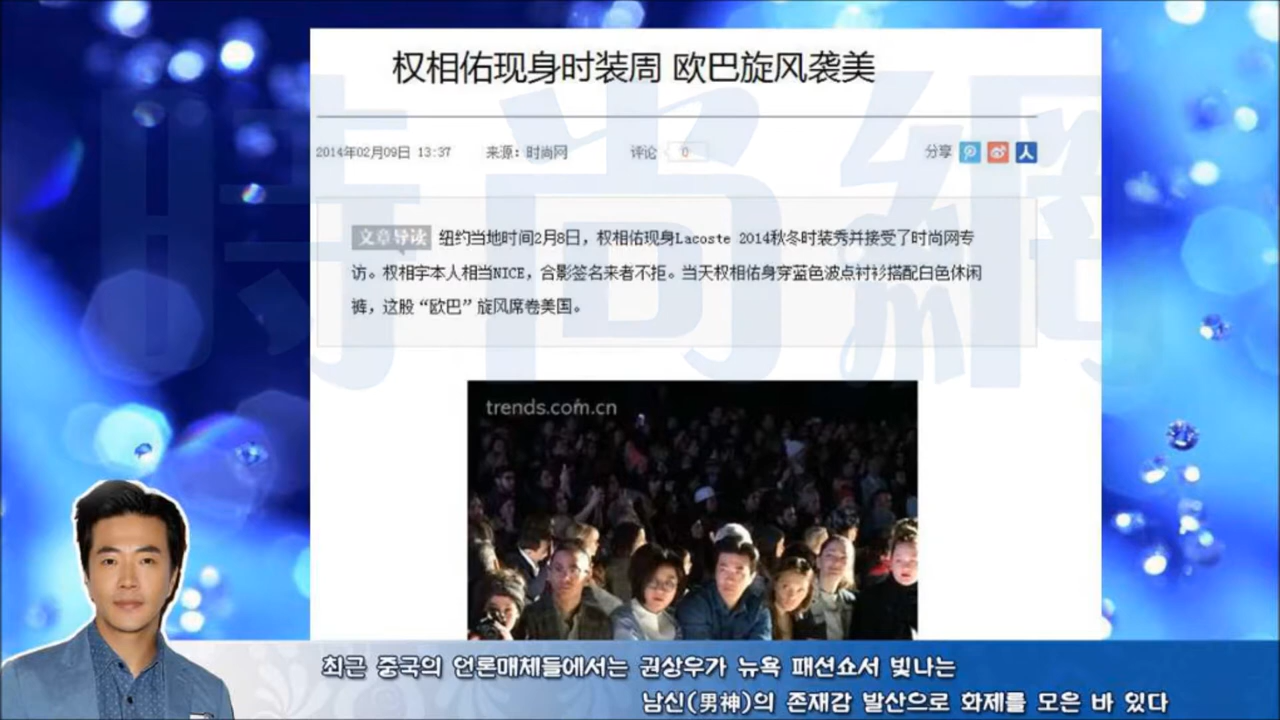 权相佑现身时装周 欧巴旋风袭美
2014年02月09日 13:37 来源：时尚网 评论 0 分享
時尚網
文章导读 纽约当地时间2月8日，权相佑现身Lacoste 2014秋冬时装秀并接受了时尚网专
访。权相宇本人相当NICE，合影签名来者不拒。当天权相佑身穿蓝色波点衬衫搭配白色休闲
裤，这股“欧巴”旋风席卷美国。
trends.com.cn
최근 중국의 언론매체들에서는 권상우가 뉴욕 패션쇼서 빛나는
남신(男神)의 존재감 발산으로 화제를 모은 바 있다